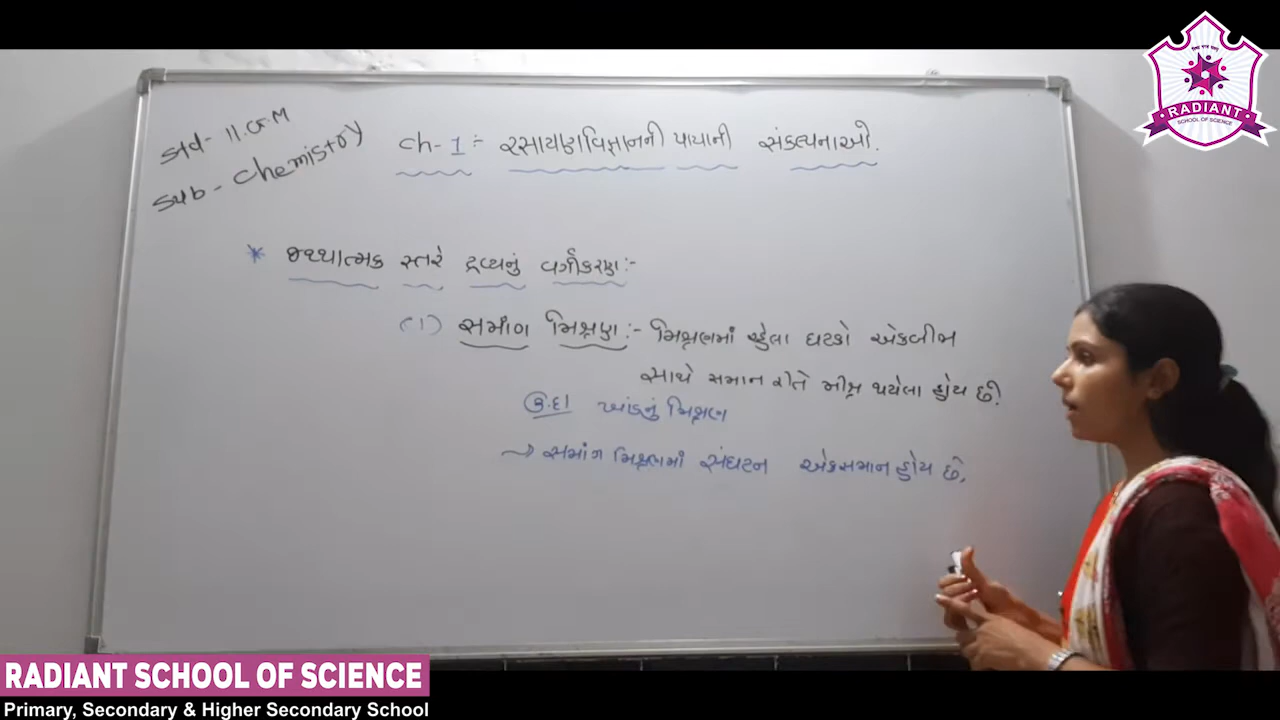 Std - 11. G.M
Sub - Chemistry
Ch-1 :- રસાયણવિજ્ઞાનની પાયાની સંકલ્પનાઓ.
* જથ્થાત્મક સ્તરે દ્રવ્યનું વર્ગીકરણ :-
(1) સમાંગ મિશ્રણ :- મિશ્રણમાં રહેલા ઘટકો એકબીજા
સાથે સમાન રીતે મીશ્ર થયેલા હોય છે.
ઉ.દા ખાંડનું મિશ્રણ
→ સમાંગ મિશ્રણમાં સંઘટન એકસમાન હોય છે.
RADIANT
SCHOOL OF SCIENCE
RADIANT SCHOOL OF SCIENCE
Primary, Secondary & Higher Secondary School